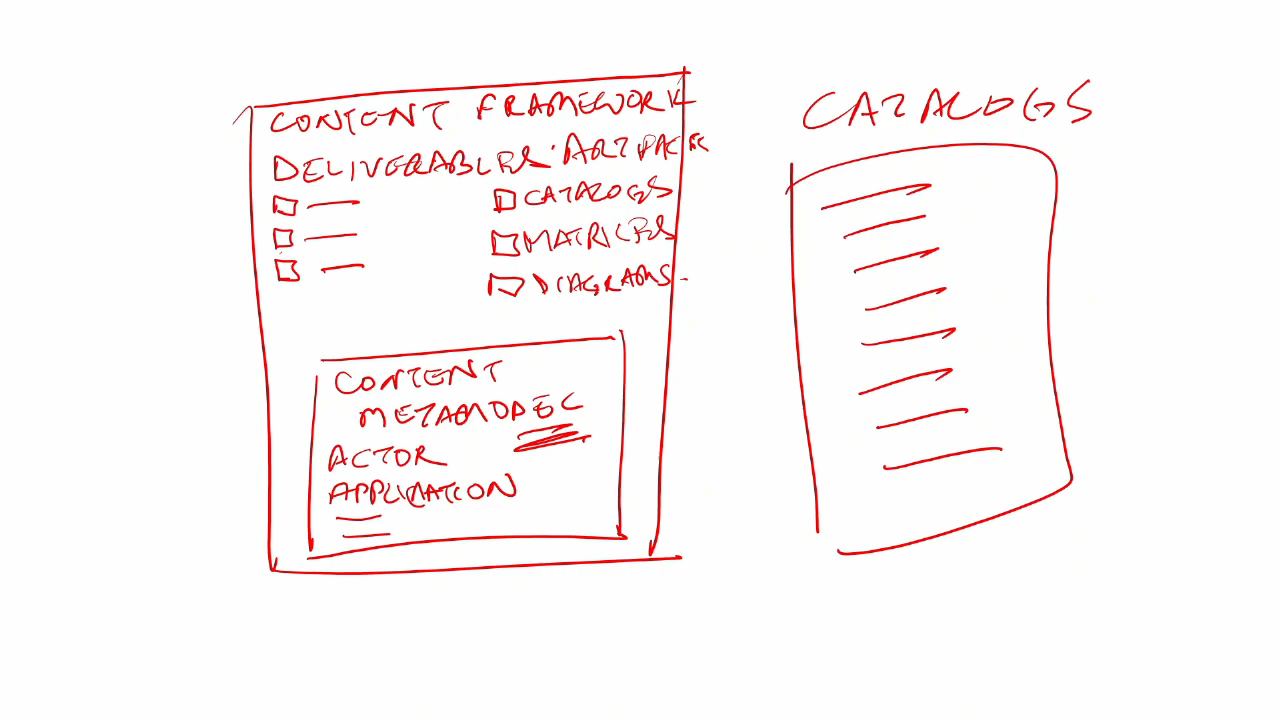 CONTENT FRAMEWORK
DELIVERABLES · ARTIFACTS
CATALOGS
MATRICES
DIAGRAMS
CONTENT
METAMODEL
ACTOR
APPLICATION
CATALOGS